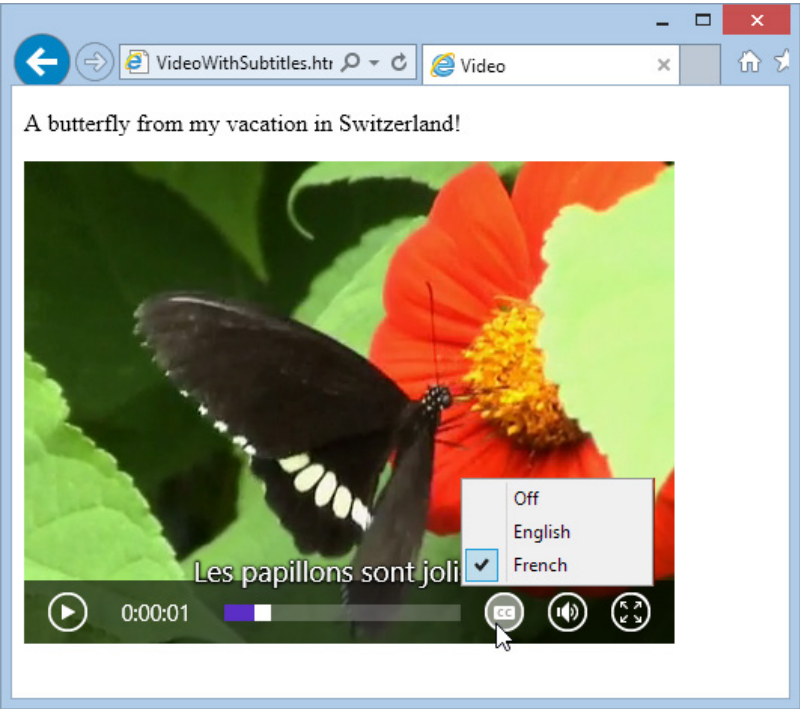 VideoWithSubtitles.htm
Video
A butterfly from my vacation in Switzerland!
Off
English
French
Les papillons sont joli
0:00:01
CC